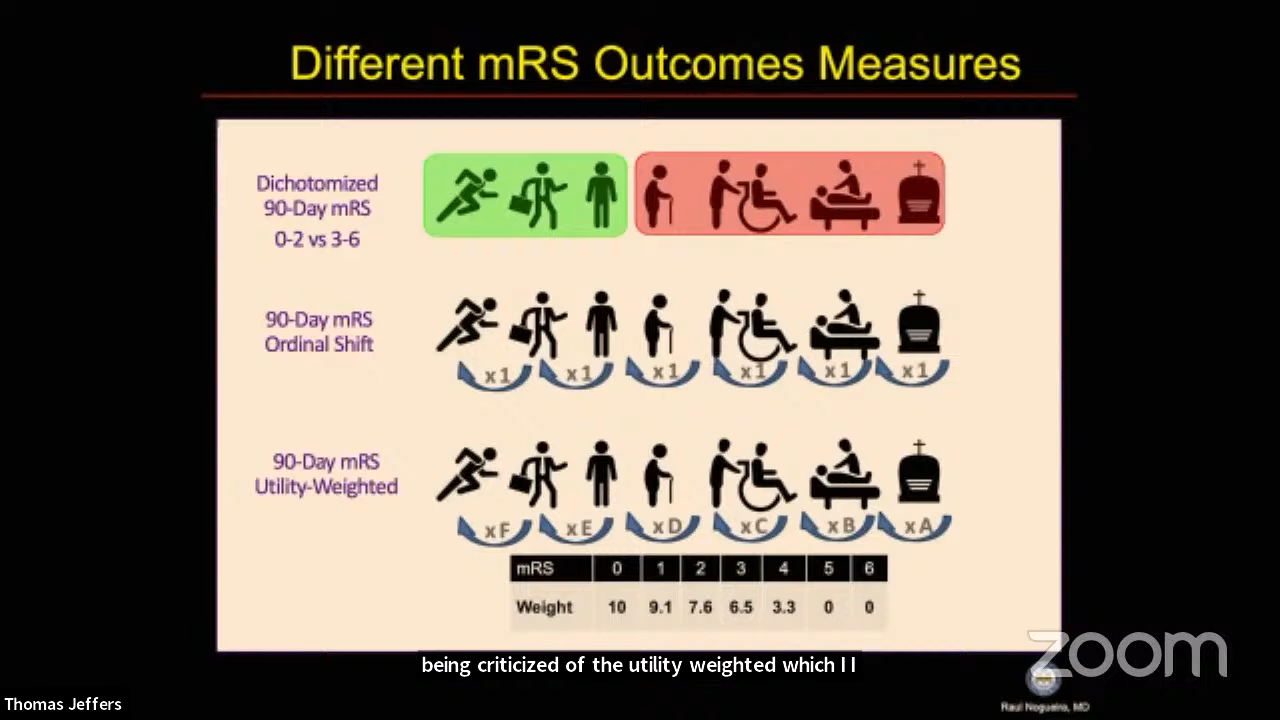 Different mRS Outcomes Measures
Dichotomized
90-Day mRS
0-2 vs 3-6
90-Day mRS
Ordinal Shift
x1 x1 x1 x1 x1 x1
90-Day mRS
Utility-Weighted
xF xE xD xC xB xA
mRS 0 1 2 3 4 5 6
Weight 10 9.1 7.6 6.5 3.3 0 0
being criticized of the utility weighted which I I
zoom
Thomas Jeffers
Raul Nogueira, MD